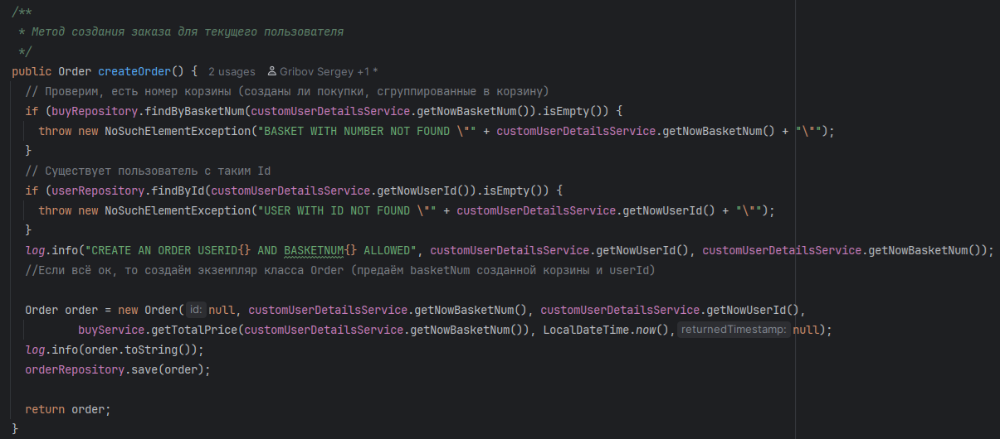 /**
* Метод создания заказа для текущего пользователя
*/
public Order createOrder() { 2 usages Gribov Sergey +1 *
// Проверим, есть номер корзины (созданы ли покупки, сгруппированные в корзину)
if (buyRepository.findByBasketNum(customUserDetailsService.getNowBasketNum()).isEmpty()) {
throw new NoSuchElementException("BASKET WITH NUMBER NOT FOUND \"" + customUserDetailsService.getNowBasketNum() + "\"");
}
// Существует пользователь с таким Id
if (userRepository.findById(customUserDetailsService.getNowUserId()).isEmpty()) {
throw new NoSuchElementException("USER WITH ID NOT FOUND \"" + customUserDetailsService.getNowUserId() + "\"");
}
log.info("CREATE AN ORDER USERID{} AND BASKETNUM{} ALLOWED", customUserDetailsService.getNowUserId(), customUserDetailsService.getNowBasketNum());
//Если всё ок, то создаём экземпляр класса Order (предаём basketNum созданной корзины и userId)
Order order = new Order( id: null, customUserDetailsService.getNowBasketNum(), customUserDetailsService.getNowUserId(),
buyService.getTotalPrice(customUserDetailsService.getNowBasketNum()), LocalDateTime.now(), returnedTimestamp: null);
log.info(order.toString());
orderRepository.save(order);
return order;
}